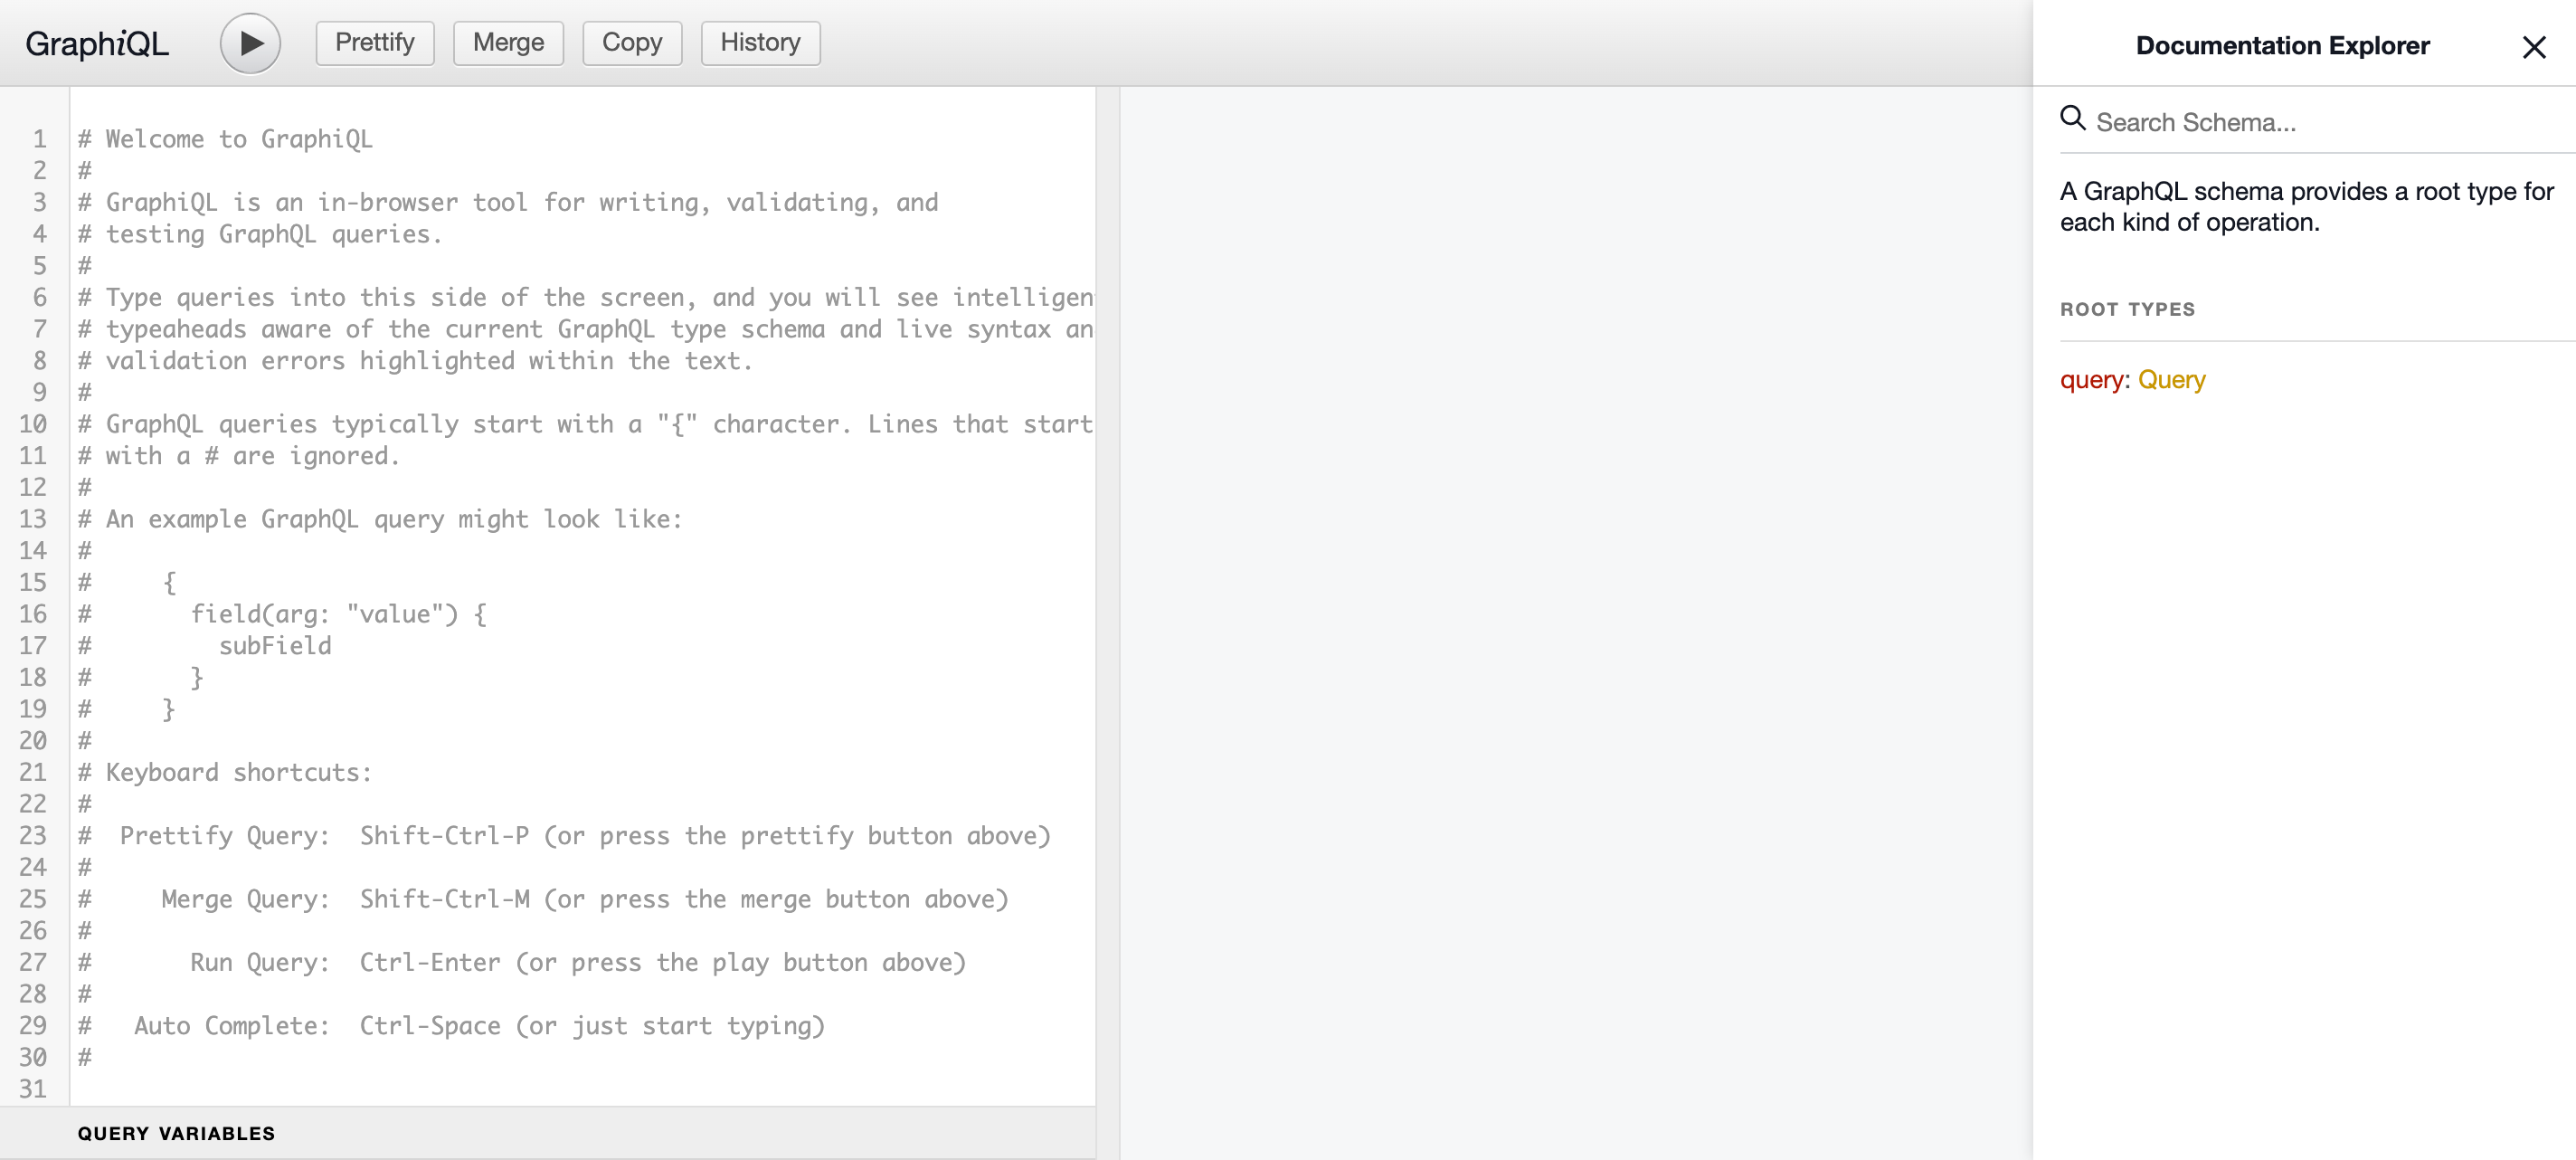 GraphiQL
Prettify
Merge
Copy
History
1 # Welcome to GraphiQL
2 #
3 # GraphiQL is an in-browser tool for writing, validating, and
4 # testing GraphQL queries.
5 #
6 # Type queries into this side of the screen, and you will see intelligen
7 # typeaheads aware of the current GraphQL type schema and live syntax an
8 # validation errors highlighted within the text.
9 #
10 # GraphQL queries typically start with a "{" character. Lines that start
11 # with a # are ignored.
12 #
13 # An example GraphQL query might look like:
14 #
15 #     {
16 #       field(arg: "value") {
17 #         subField
18 #       }
19 #     }
20 #
21 # Keyboard shortcuts:
22 #
23 #  Prettify Query:  Shift-Ctrl-P (or press the prettify button above)
24 #
25 #     Merge Query:  Shift-Ctrl-M (or press the merge button above)
26 #
27 #       Run Query:  Ctrl-Enter (or press the play button above)
28 #
29 #   Auto Complete:  Ctrl-Space (or just start typing)
30 #
31
QUERY VARIABLES
Documentation Explorer
Search Schema...
A GraphQL schema provides a root type for
each kind of operation.
ROOT TYPES
query: Query